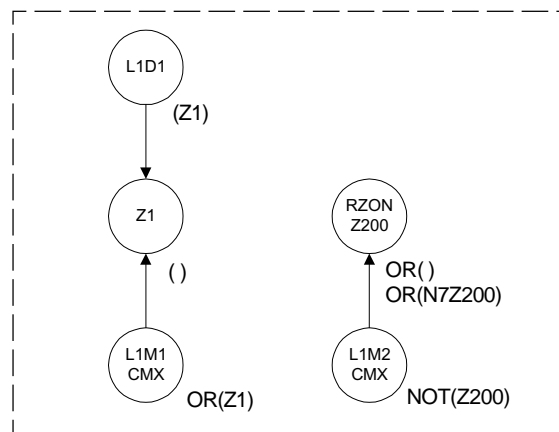 L1D1
(Z1)
Z1
RZON
Z200
( )
OR( )
OR(N7Z200)
L1M1
CMX
OR(Z1)
L1M2
CMX
NOT(Z200)